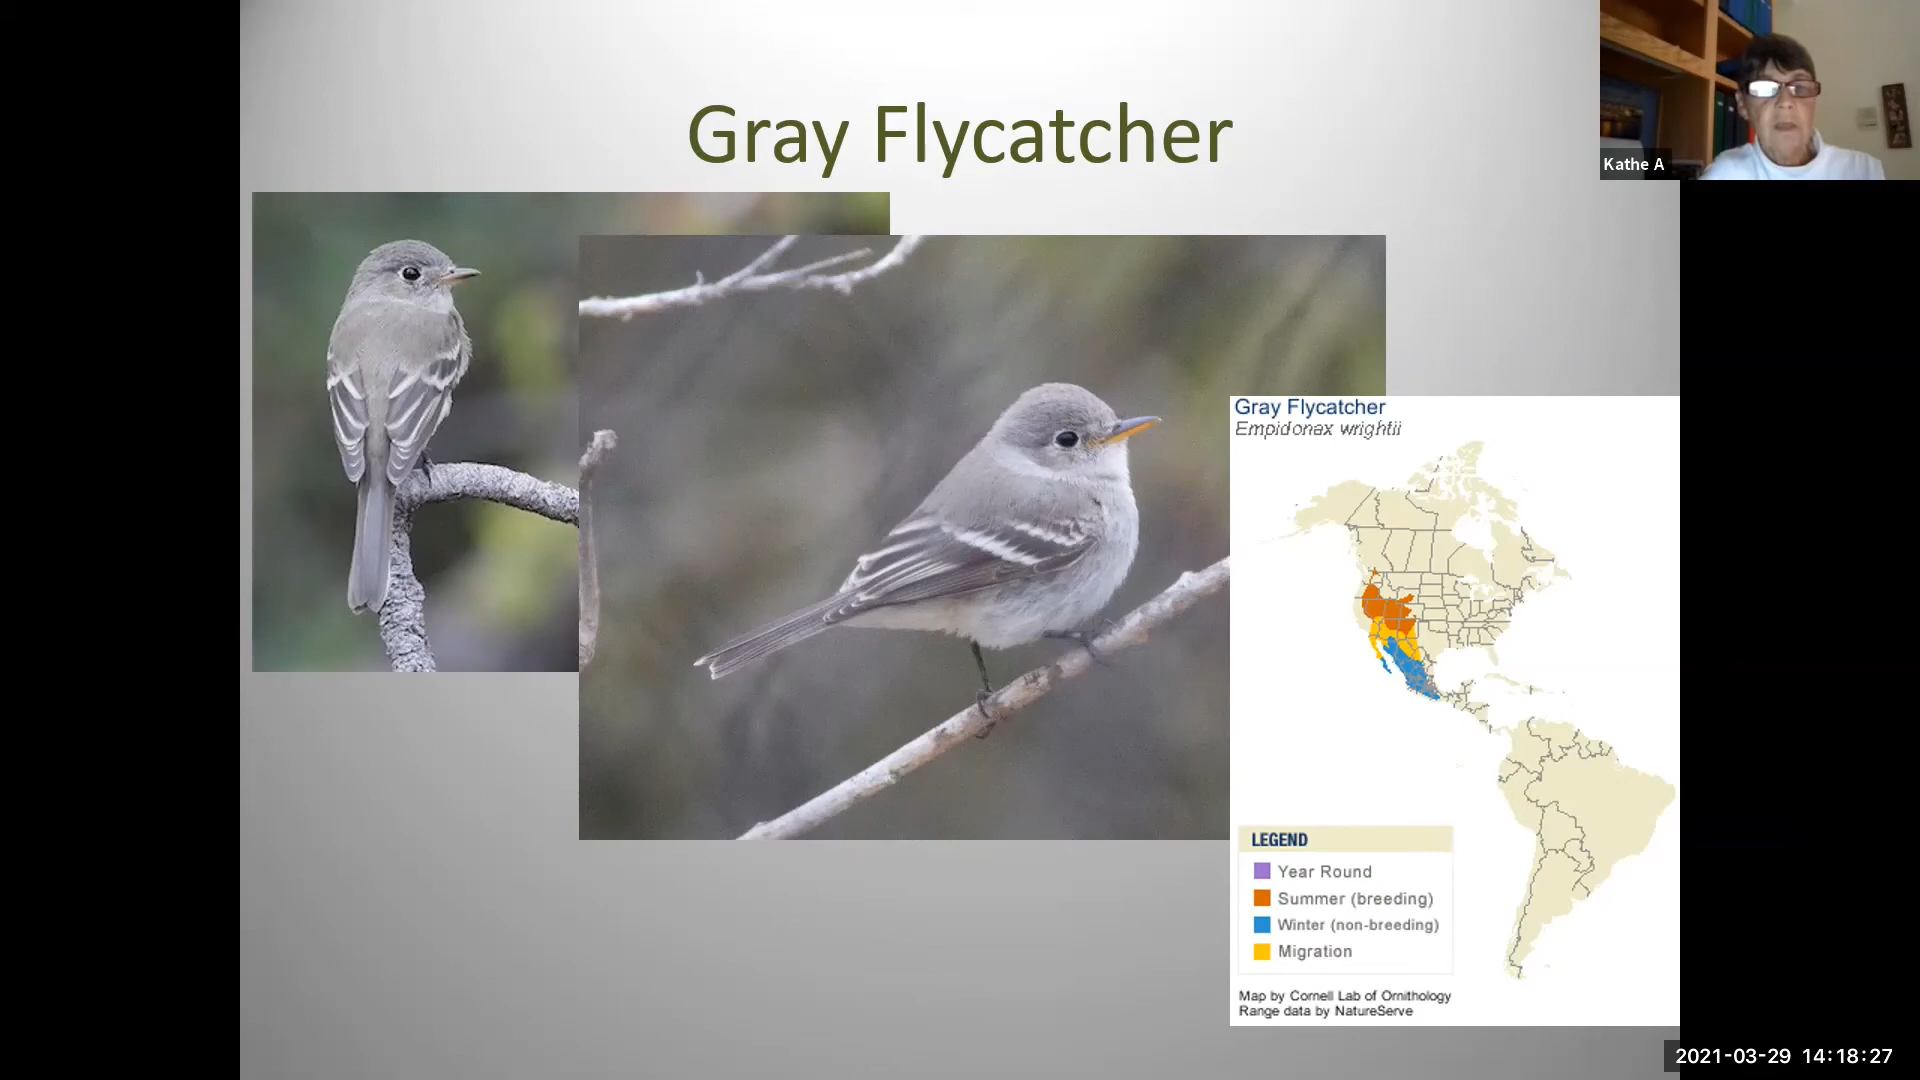 Gray Flycatcher
Kathe A
Gray Flycatcher
Empidonax wrightii
LEGEND
Year Round
Summer (breeding)
Winter (non-breeding)
Migration
Map by Cornell Lab of Ornithology
Range data by NatureServe
2021-03-29 14:18:27